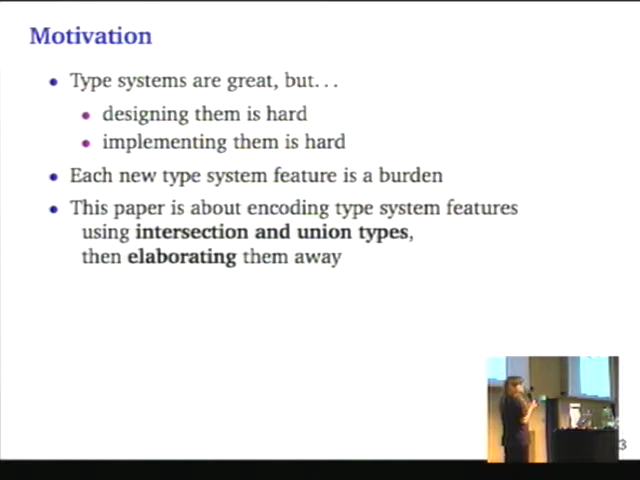 Motivation
• Type systems are great, but...
• designing them is hard
• implementing them is hard
• Each new type system feature is a burden
• This paper is about encoding type system features
using intersection and union types,
then elaborating them away
3